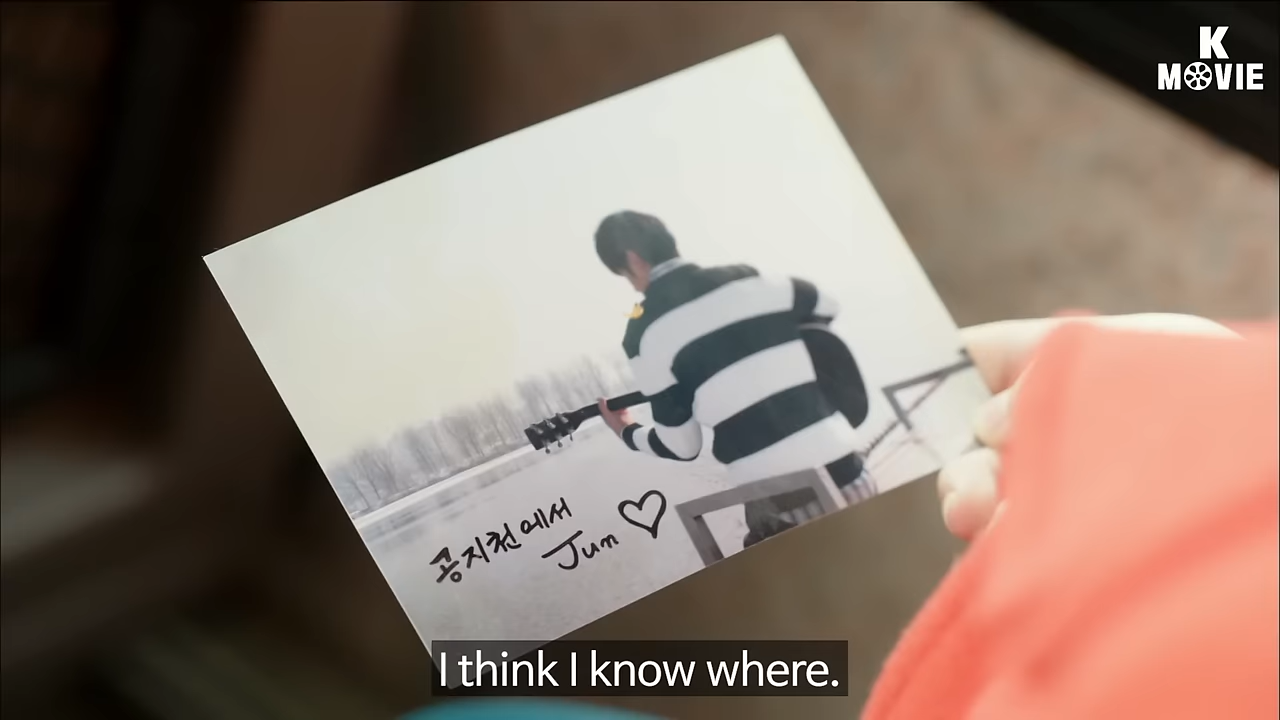 K
MOVIE
공지천에서
Jun ♡
I think I know where.